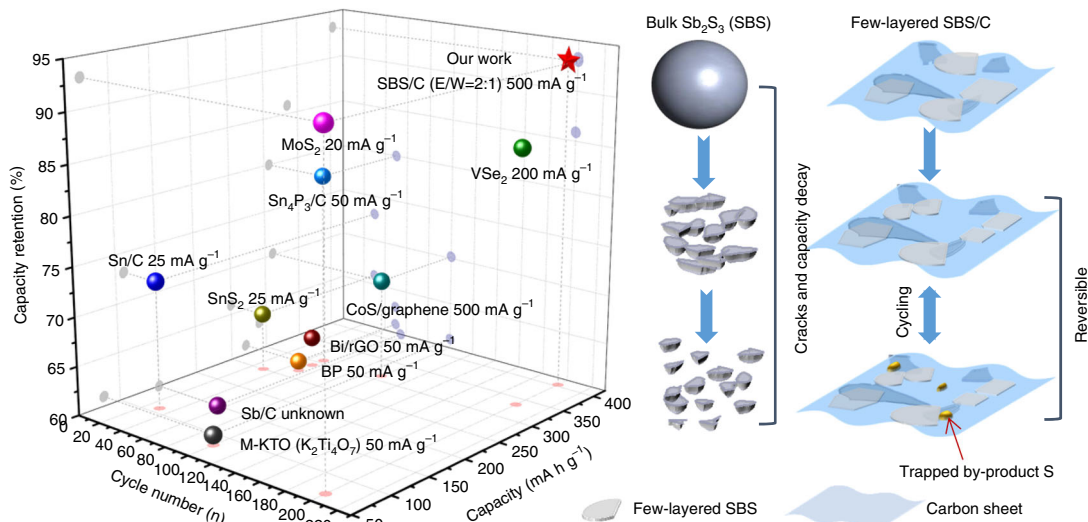 95
90
85
80
75
70
65
60
Capacity retention (%)
0
20
40
60
80
100
120
140
160
180
200
Cycle number (n)
50
100
150
200
250
300
350
400
Capacity (mA h g⁻¹)
Our work
SBS/C (E/W=2:1) 500 mA g⁻¹
MoS₂ 20 mA g⁻¹
VSe₂ 200 mA g⁻¹
Sn₄P₃/C 50 mA g⁻¹
Sn/C 25 mA g⁻¹
SnS₂ 25 mA g⁻¹
CoS/graphene 500 mA g⁻¹
Bi/rGO 50 mA g⁻¹
BP 50 mA g⁻¹
Sb/C unknown
M-KTO (K₂Ti₄O₇) 50 mA g⁻¹
Bulk Sb₂S₃ (SBS)
Cracks and capacity decay
Few-layered SBS/C
Cycling
Reversible
Trapped by-product S
Few-layered SBS
Carbon sheet